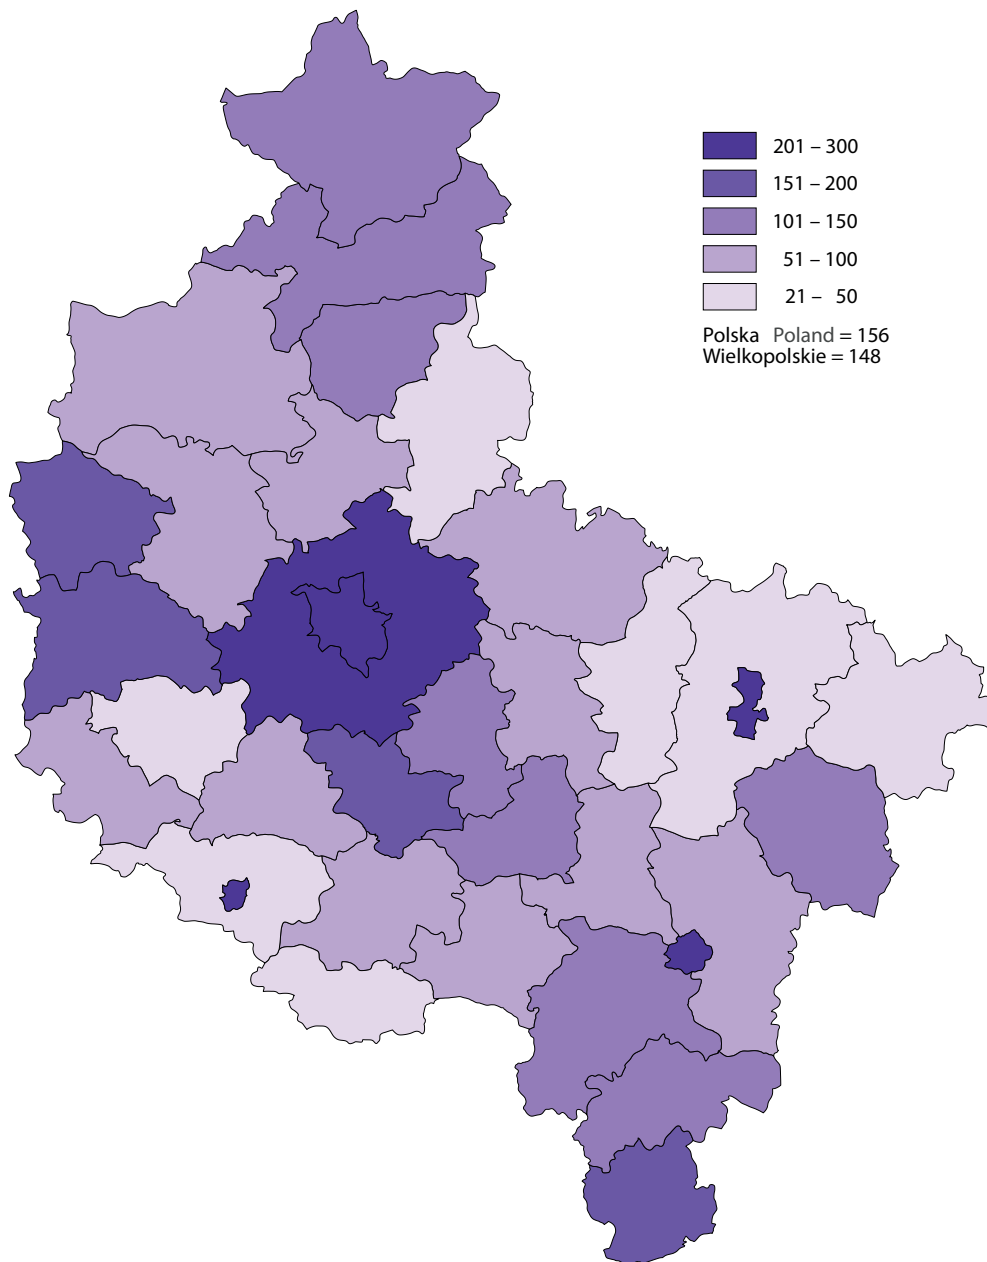 201 – 300
151 – 200
101 – 150
51 – 100
21 – 50
Polska Poland = 156
Wielkopolskie = 148